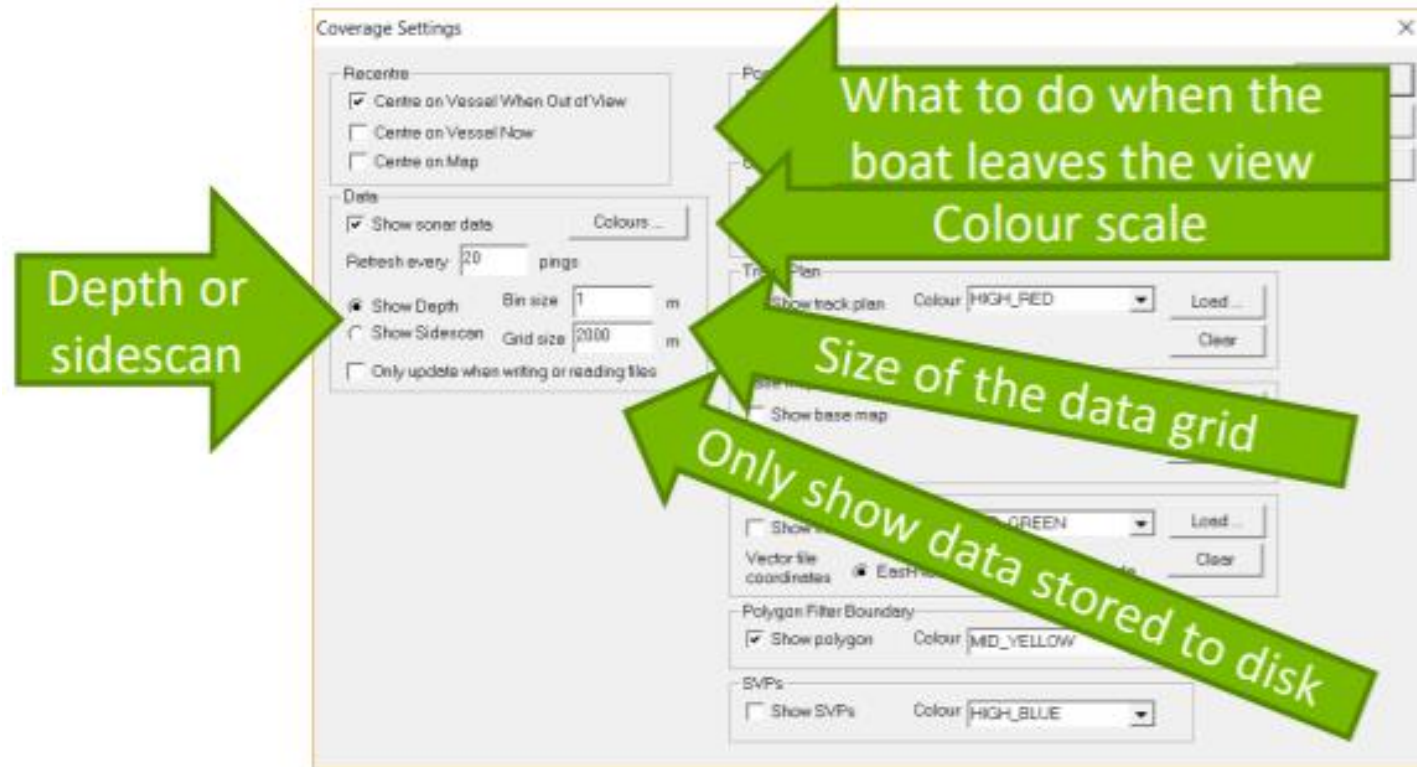 Coverage Settings
Recentre
Centre on Vessel When Out of View
Centre on Vessel Now
Centre on Map
What to do when the
boat leaves the view
Data
Show sonar data
Colours ...
Colour scale
Refresh every 20 pings
Show Depth
Bin size 1 m
Show Sidescan
Grid size 2000 m
Only update when writing or reading files
Depth or
sidescan
Plan
Show track plan
Colour HIGH_RED
Load ...
Clear
Size of the data grid
Show base map
Only show data stored to disk
Show
GREEN
Load ...
Vector file
coordinates
Clear
Polygon Filter Boundary
Show polygon
Colour MID_YELLOW
SVPs
Show SVPs
Colour HIGH_BLUE